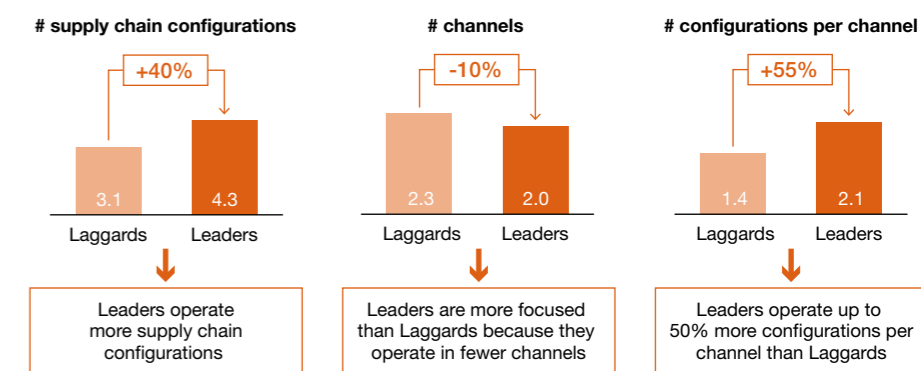 # supply chain configurations
+40%
3.1
4.3
Laggards
Leaders
Leaders operate
more supply chain
configurations
# channels
-10%
2.3
2.0
Laggards
Leaders
Leaders are more focused
than Laggards because they
operate in fewer channels
# configurations per channel
+55%
1.4
2.1
Laggards
Leaders
Leaders operate up to
50% more configurations per
channel than Laggards